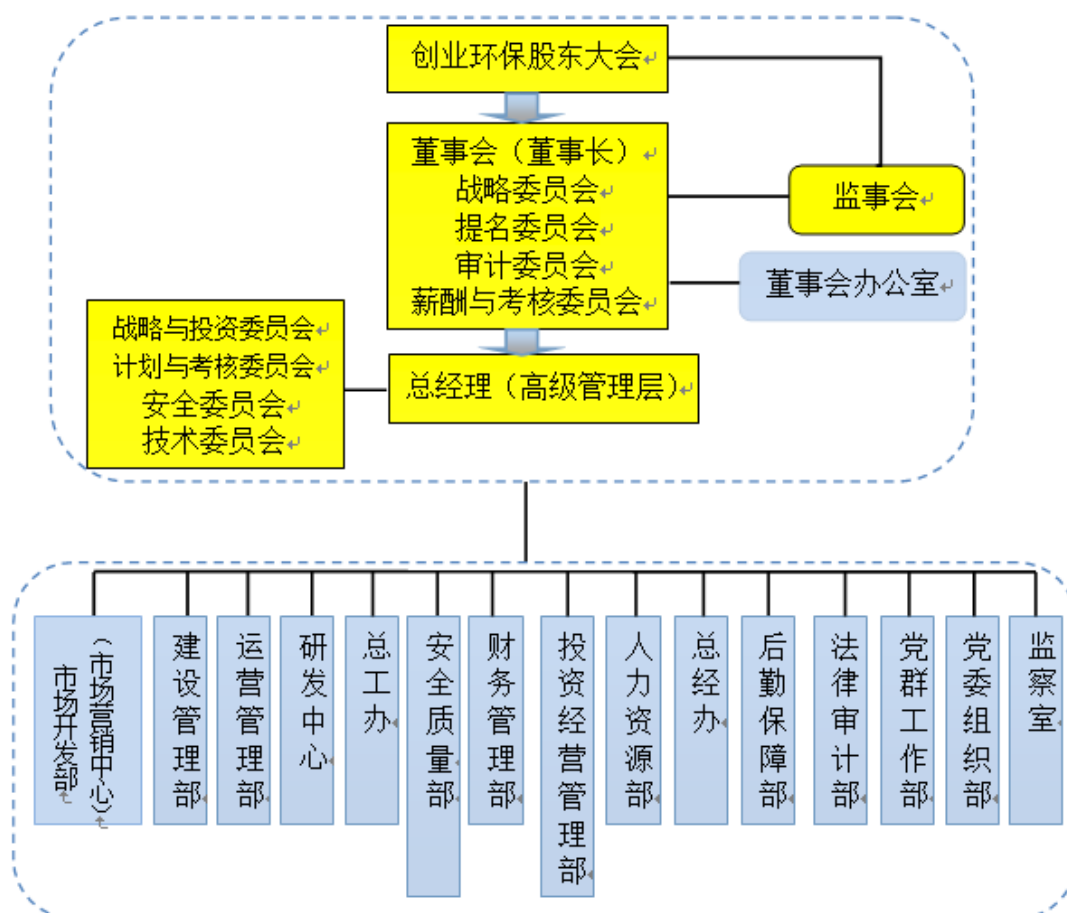 创业环保股东大会
董事会（董事长）
战略委员会
提名委员会
审计委员会
薪酬与考核委员会
监事会
董事会办公室
战略与投资委员会
计划与考核委员会
安全委员会
技术委员会
总经理（高级管理层）
市场开发部
（市场营销中心）
建设管理部
运营管理部
研发中心
总工办
安全质量部
财务管理部
投资经营管理部
人力资源部
总经办
后勤保障部
法律审计部
党群工作部
党委组织部
监察室